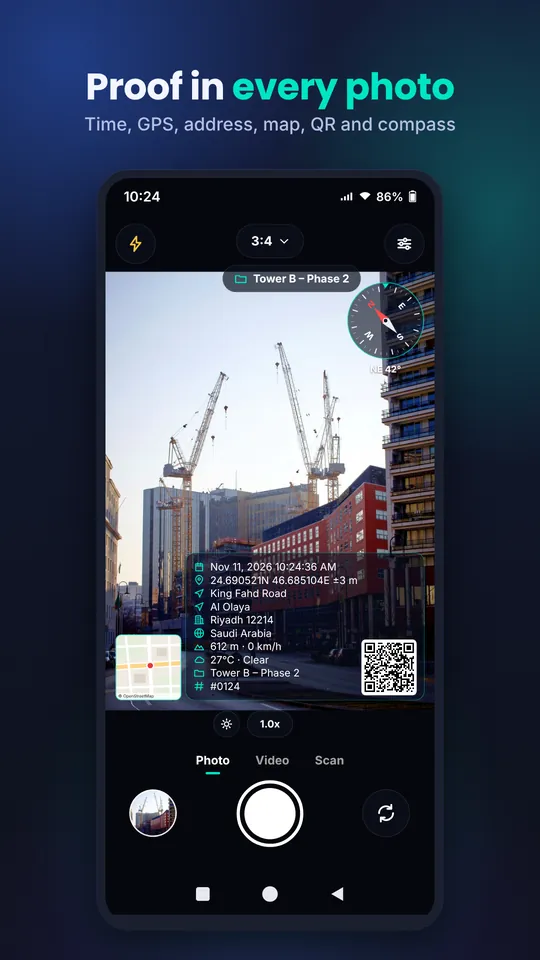 Proof in every photo
Time, GPS, address, map, QR and compass
10:24
86%
3:4
Tower B – Phase 2
N
E
S
W
NE 42°
Nov 11, 2026 10:24:36 AM
24.690521N 46.685104E ±3 m
King Fahd Road
Al Olaya
Riyadh 12214
Saudi Arabia
612 m · 0 km/h
27°C · Clear
Tower B – Phase 2
#0124
© OpenStreetMap
1.0x
Photo
Video
Scan